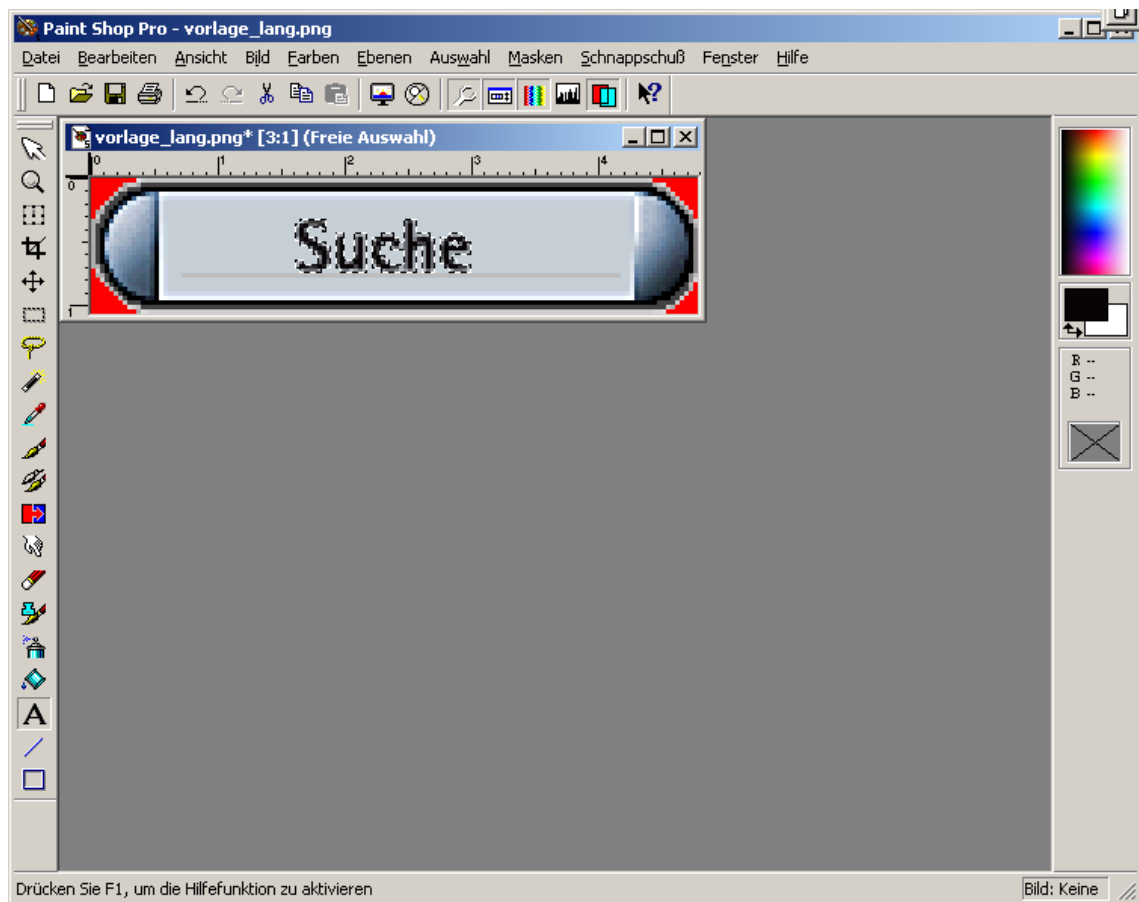 Paint Shop Pro - vorlage_lang.png
Datei Bearbeiten Ansicht Bild Farben Ebenen Auswahl Masken Schnappschuß Fenster Hilfe
vorlage_lang.png* [3:1] (Freie Auswahl)
0 1 2 3 4
0
1
Suche
R --
G --
B --
A
Drücken Sie F1, um die Hilfefunktion zu aktivieren
Bild: Keine